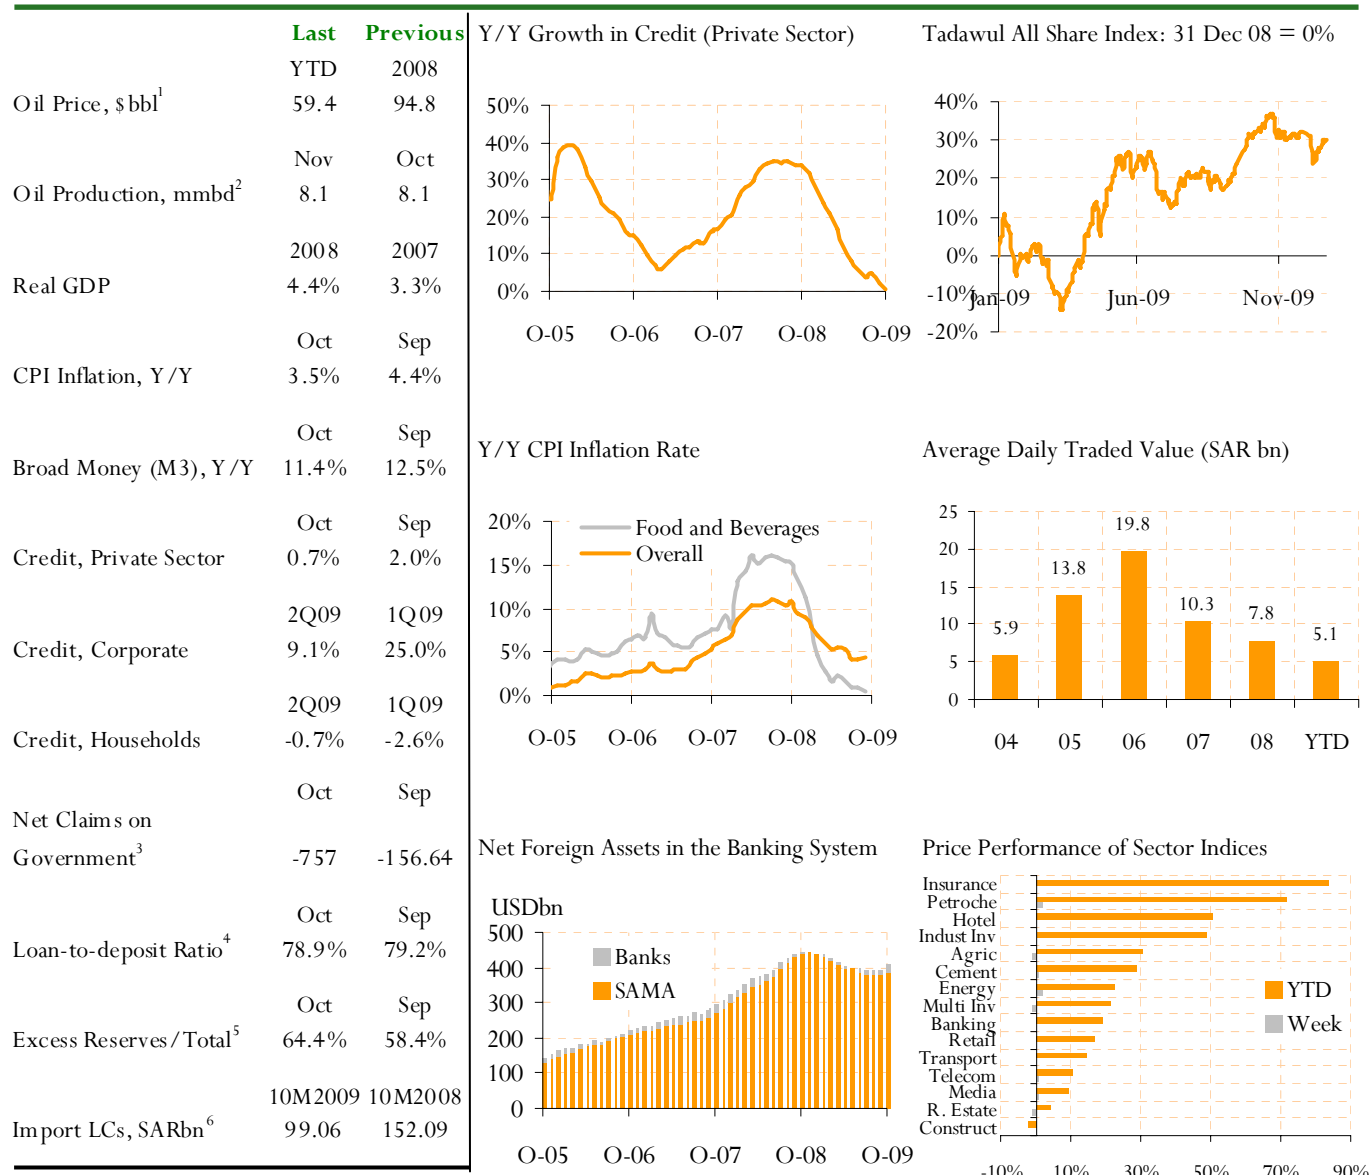 Last Previous
YTD 2008
Oil Price, $bbl1 59.4 94.8
Nov Oct
Oil Production, mmbd2 8.1 8.1
2008 2007
Real GDP 4.4% 3.3%
Oct Sep
CPI Inflation, Y/Y 3.5% 4.4%
Oct Sep
Broad Money (M3), Y/Y 11.4% 12.5%
Oct Sep
Credit, Private Sector 0.7% 2.0%
2Q09 1Q09
Credit, Corporate 9.1% 25.0%
2Q09 1Q09
Credit, Households -0.7% -2.6%
Oct Sep
Net Claims on
Government3 -757 -156.64
Oct Sep
Loan-to-deposit Ratio4 78.9% 79.2%
Oct Sep
Excess Reserves/Total5 64.4% 58.4%
10M2009 10M2008
Import LCs, SARbn6 99.06 152.09
Y/Y Growth in Credit (Private Sector)
50%
40%
30%
20%
10%
0%
O-05 O-06 O-07 O-08 O-09
Tadawul All Share Index: 31 Dec 08 = 0%
40%
30%
20%
10%
0%
-10%
-20%
Jan-09 Jun-09 Nov-09
Y/Y CPI Inflation Rate
20%
15%
10%
5%
0%
Food and Beverages
Overall
O-05 O-06 O-07 O-08 O-09
Average Daily Traded Value (SAR bn)
25
20
15
10
5
0
5.9 13.8 19.8 10.3 7.8 5.1
04 05 06 07 08 YTD
Net Foreign Assets in the Banking System
USDbn
500
400
300
200
100
0
Banks
SAMA
O-05 O-06 O-07 O-08 O-09
Price Performance of Sector Indices
Insurance
Petroche
Hotel
Indust Inv
Agric
Cement
Energy
Multi Inv
Banking
Retail
Transport
Telecom
Media
R. Estate
Construct
YTD
Week
-10% 10% 30% 50% 70% 90%